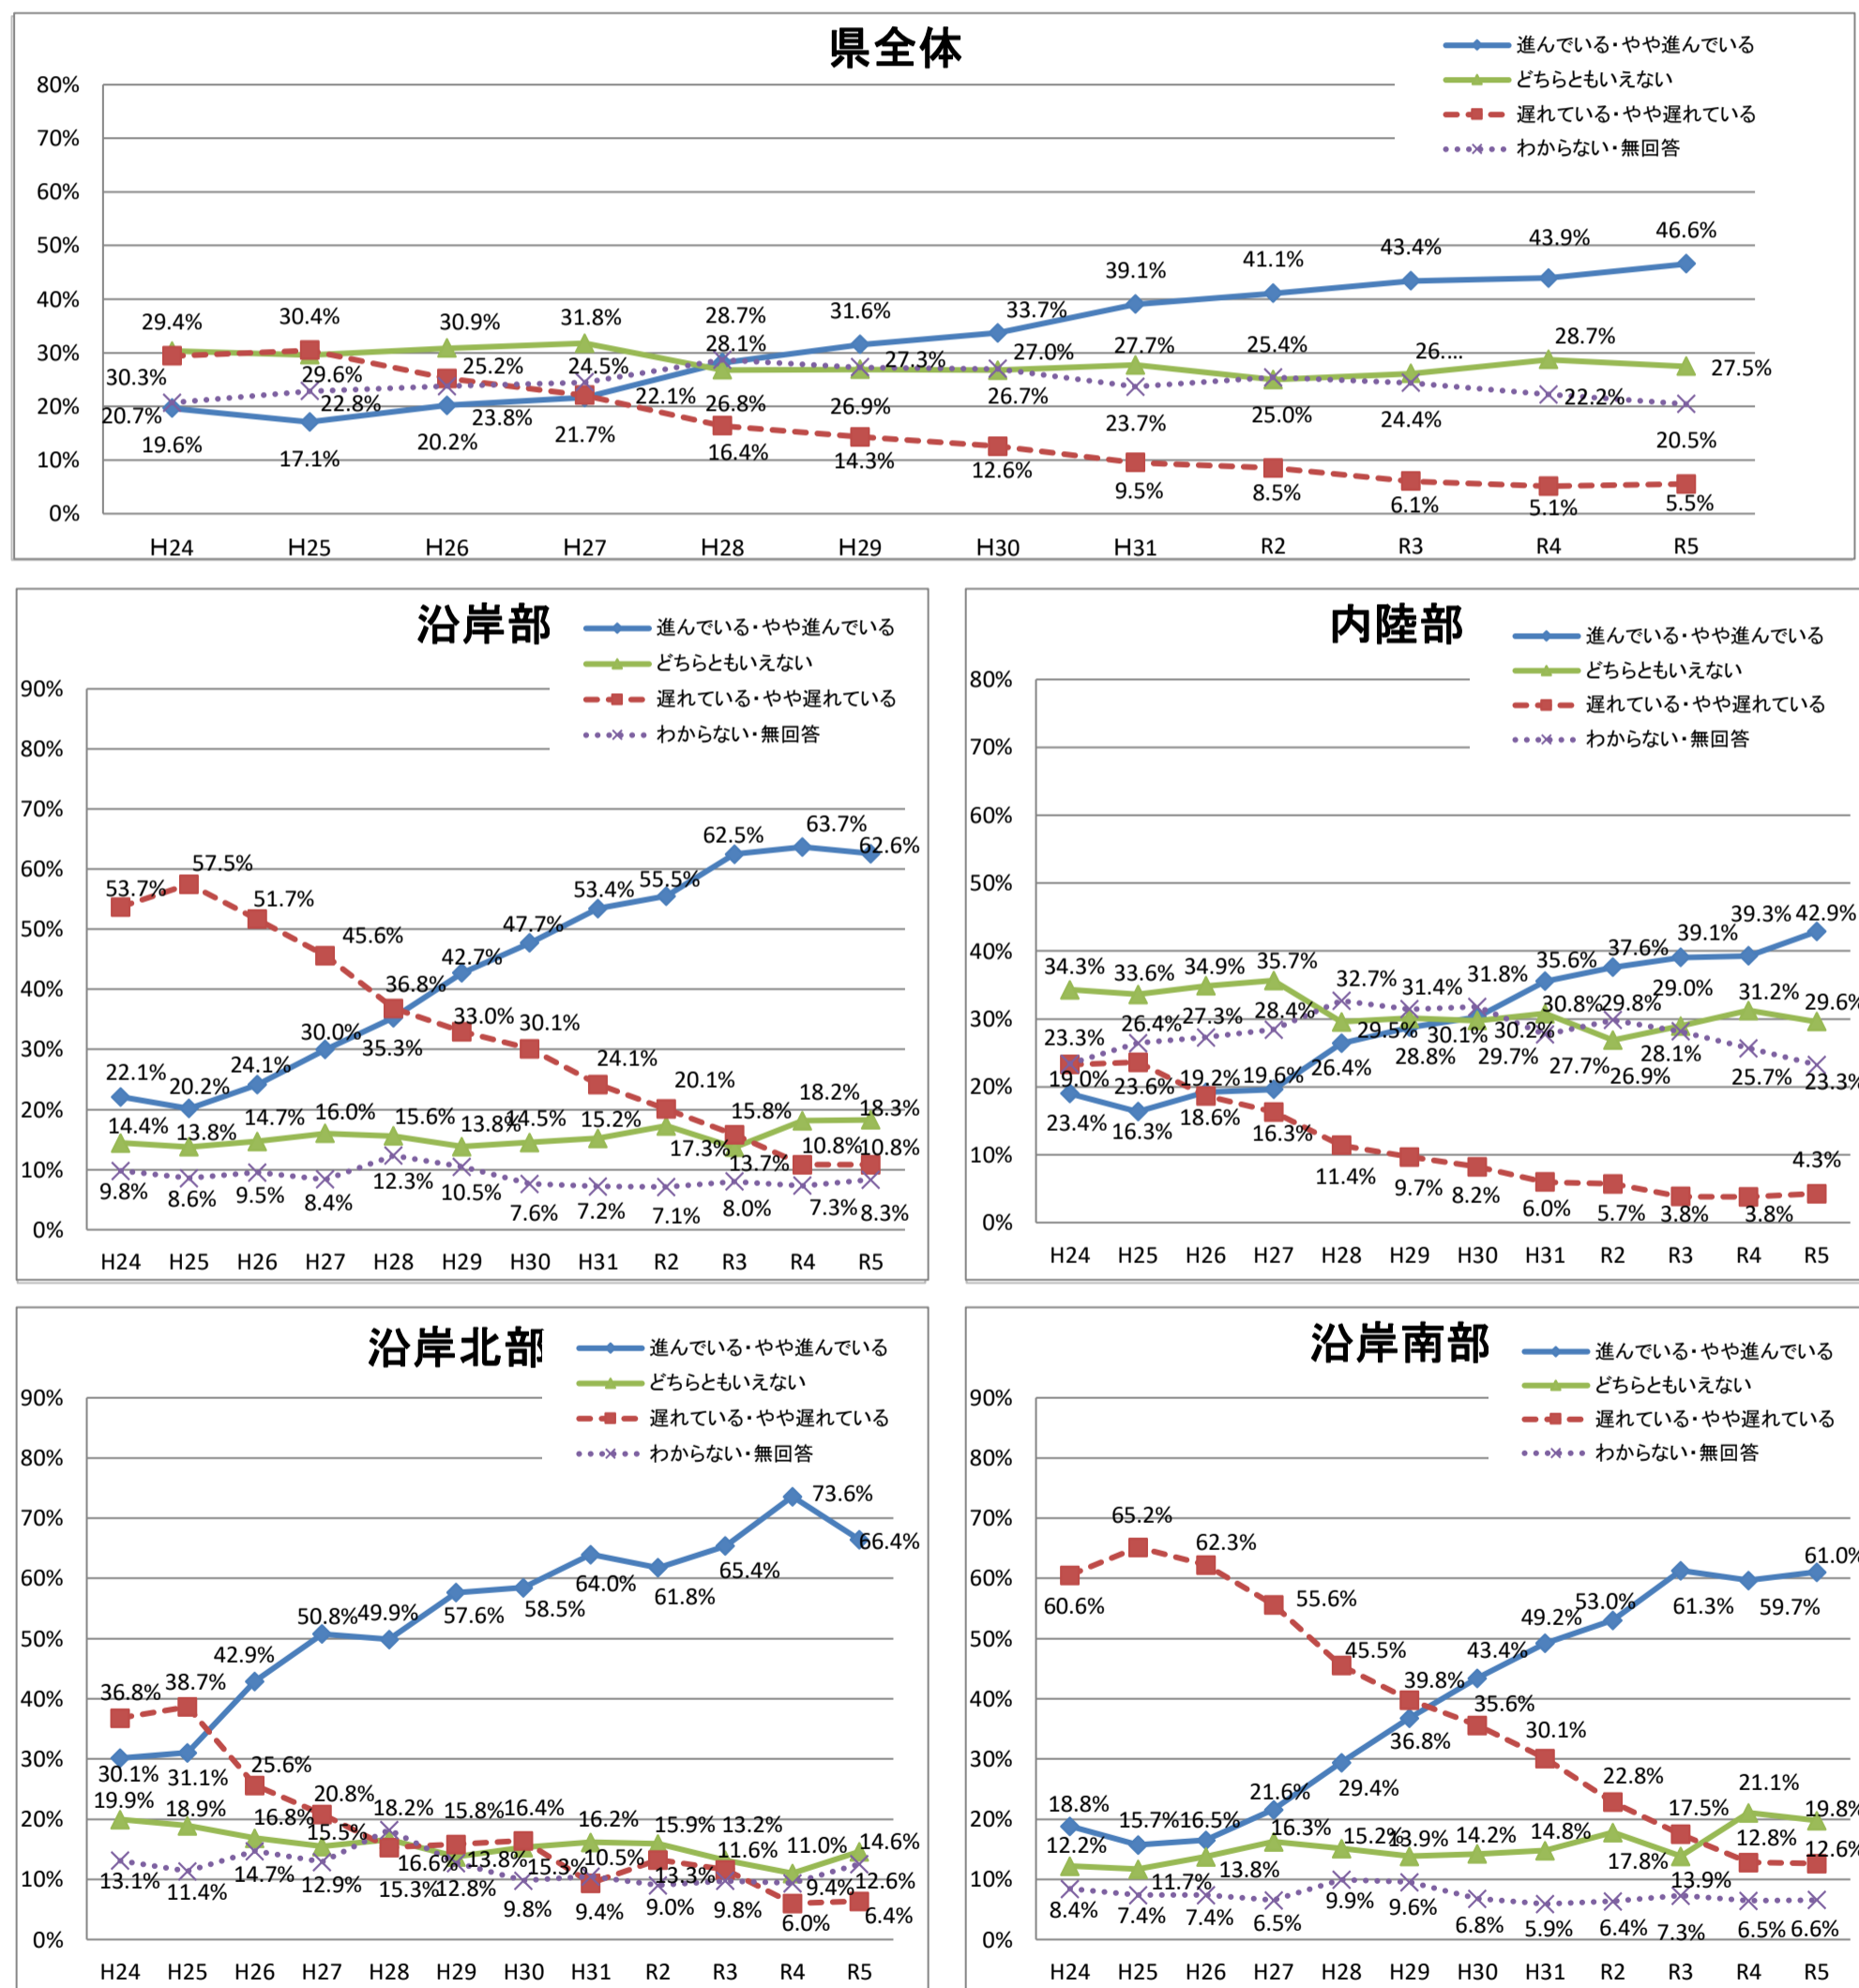 県全体
進んでいる・やや進んでいる
どちらともいえない
遅れている・やや遅れている
わからない・無回答
80%
70%
60%
50%
40%
30%
20%
10%
0%
29.4% 30.4% 30.9% 31.8% 28.7% 31.6% 33.7% 39.1% 41.1% 43.4% 43.9% 46.6%
30.3% 29.6% 25.2% 24.5% 28.1% 27.3% 27.0% 27.7% 25.4% 26.... 28.7% 27.5%
20.7% 22.8% 23.8% 22.1% 26.8% 26.9% 26.7% 23.7% 25.0% 24.4% 22.2% 20.5%
19.6% 17.1% 20.2% 21.7% 16.4% 14.3% 12.6% 9.5% 8.5% 6.1% 5.1% 5.5%
H24 H25 H26 H27 H28 H29 H30 H31 R2 R3 R4 R5
沿岸部
進んでいる・やや進んでいる
どちらともいえない
遅れている・やや遅れている
わからない・無回答
90%
80%
70%
60%
50%
40%
30%
20%
10%
0%
53.7% 57.5% 51.7% 45.6% 36.8% 42.7% 47.7% 53.4% 55.5% 62.5% 63.7% 62.6%
22.1% 20.2% 24.1% 30.0% 35.3% 33.0% 30.1% 24.1% 20.1% 15.8% 18.2% 18.3%
14.4% 13.8% 14.7% 16.0% 15.6% 13.8% 14.5% 15.2% 17.3% 13.7% 10.8% 10.8%
9.8% 8.6% 9.5% 8.4% 12.3% 10.5% 7.6% 7.2% 7.1% 8.0% 7.3% 8.3%
H24 H25 H26 H27 H28 H29 H30 H31 R2 R3 R4 R5
内陸部
進んでいる・やや進んでいる
どちらともいえない
遅れている・やや遅れている
わからない・無回答
80%
70%
60%
50%
40%
30%
20%
10%
0%
34.3% 33.6% 34.9% 35.7% 32.7% 31.4% 31.8% 35.6% 37.6% 39.1% 39.3% 42.9%
23.3% 26.4% 27.3% 28.4% 29.5% 30.1% 30.2% 30.8% 29.8% 29.0% 31.2% 29.6%
19.0% 23.6% 19.2% 19.6% 26.4% 28.8% 29.7% 27.7% 26.9% 28.1% 25.7% 23.3%
23.4% 16.3% 18.6% 16.3% 11.4% 9.7% 8.2% 6.0% 5.7% 3.8% 3.8% 4.3%
H24 H25 H26 H27 H28 H29 H30 H31 R2 R3 R4 R5
沿岸北部
進んでいる・やや進んでいる
どちらともいえない
遅れている・やや遅れている
わからない・無回答
90%
80%
70%
60%
50%
40%
30%
20%
10%
0%
36.8% 38.7% 42.9% 50.8% 49.9% 57.6% 58.5% 64.0% 61.8% 65.4% 73.6% 66.4%
30.1% 31.1% 25.6% 20.8% 18.2% 15.8% 16.4% 16.2% 15.9% 13.2% 11.0% 14.6%
19.9% 18.9% 16.8% 15.5% 16.6% 13.8% 15.3% 10.5% 13.3% 11.6% 9.4% 12.6%
13.1% 11.4% 14.7% 12.9% 15.3% 12.8% 9.8% 9.4% 9.0% 9.8% 6.0% 6.4%
H24 H25 H26 H27 H28 H29 H30 H31 R2 R3 R4 R5
沿岸南部
進んでいる・やや進んでいる
どちらともいえない
遅れている・やや遅れている
わからない・無回答
90%
80%
70%
60%
50%
40%
30%
20%
10%
0%
60.6% 65.2% 62.3% 55.6% 45.5% 39.8% 43.4% 49.2% 53.0% 61.3% 59.7% 61.0%
18.8% 15.7% 16.5% 21.6% 29.4% 36.8% 35.6% 30.1% 22.8% 17.5% 21.1% 19.8%
12.2% 11.7% 13.8% 16.3% 15.2% 13.9% 14.2% 14.8% 17.8% 13.9% 12.8% 12.6%
8.4% 7.4% 7.4% 6.5% 9.9% 9.6% 6.8% 5.9% 6.4% 7.3% 6.5% 6.6%
H24 H25 H26 H27 H28 H29 H30 H31 R2 R3 R4 R5